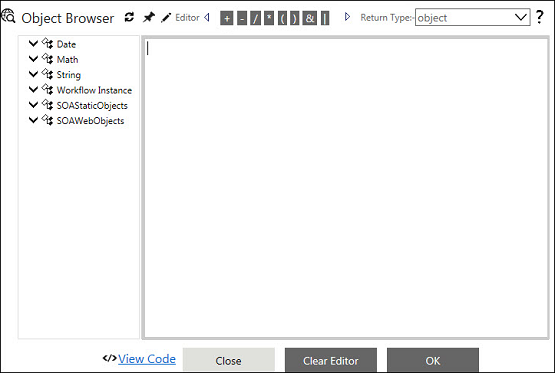 Object Browser Editor + - / * ( ) & | Return Type:- object ?
Date
Math
String
Workflow Instance
SOAStaticObjects
SOAWebObjects
</> View Code Close Clear Editor OK